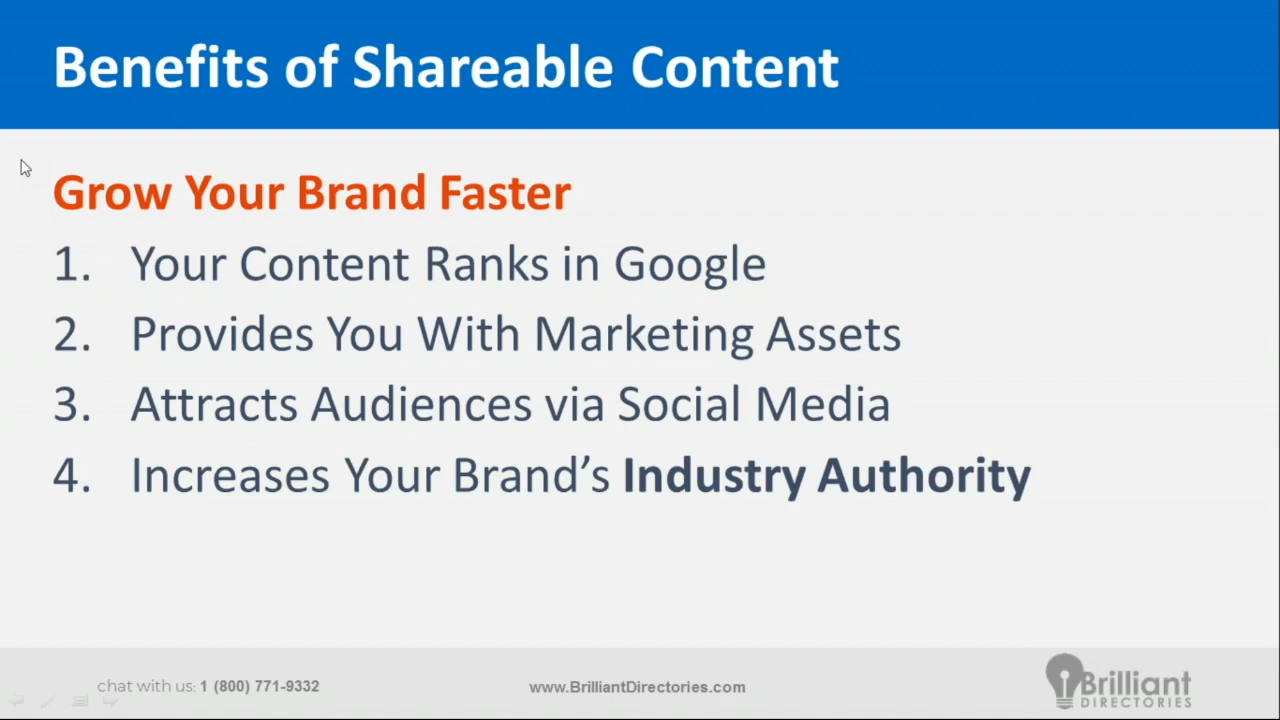 Benefits of Shareable Content
Grow Your Brand Faster
1. Your Content Ranks in Google
2. Provides You With Marketing Assets
3. Attracts Audiences via Social Media
4. Increases Your Brand’s Industry Authority
chat with us: 1 (800) 771-9332
www.BrilliantDirectories.com
Brilliant
DIRECTORIES